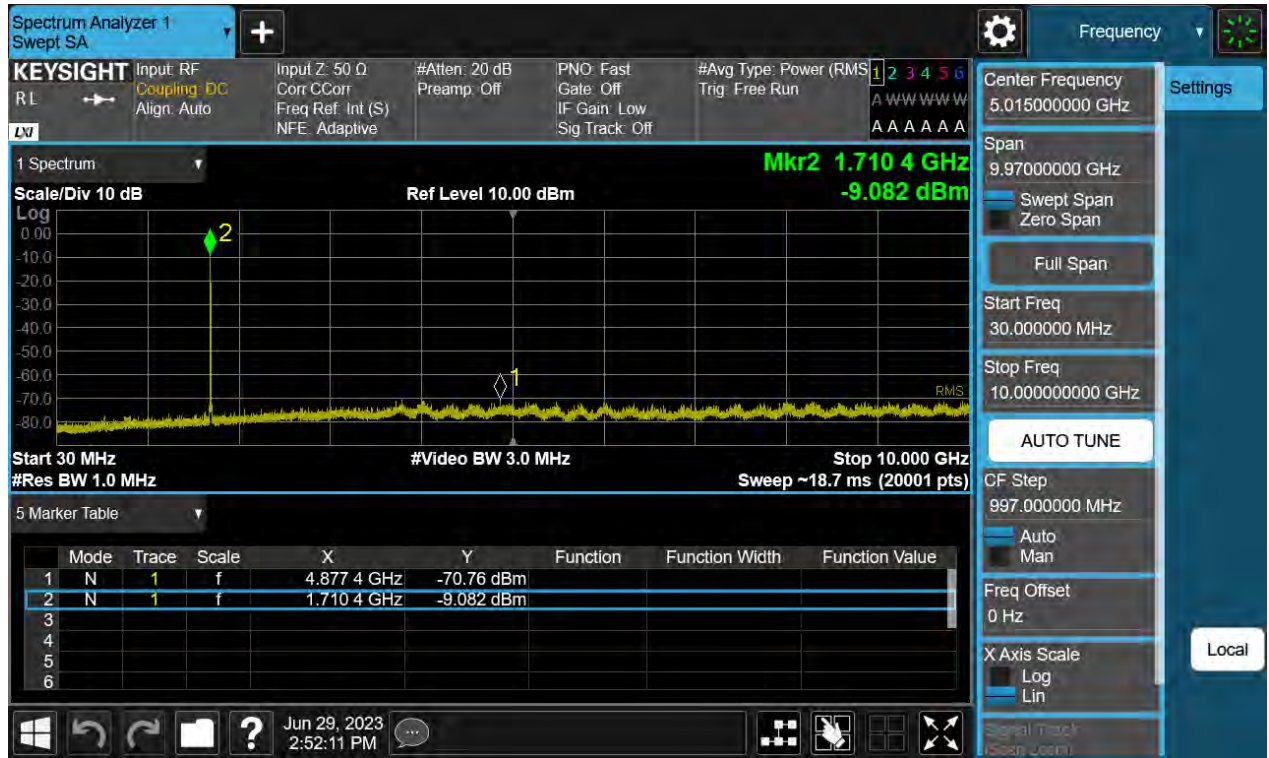 Spectrum Analyzer 1
Swept SA
Frequency
KEYSIGHT
RL
LXI
Input: RF
Coupling: DC
Align: Auto
Input Z: 50 Ω
Corr CCorr
Freq Ref: Int (S)
NFE: Adaptive
#Atten: 20 dB
Preamp: Off
PNO: Fast
Gate: Off
IF Gain: Low
Sig Track: Off
#Avg Type: Power (RMS
Trig: Free Run
1 2 3 4 5 6
A W W W W W
A A A A A A
1 Spectrum
Scale/Div 10 dB
Ref Level 10.00 dBm
Mkr2 1.710 4 GHz
-9.082 dBm
Log
0.00
-10.0
-20.0
-30.0
-40.0
-50.0
-60.0
-70.0
-80.0
2
1
RMS
Start 30 MHz
#Video BW 3.0 MHz
Stop 10.000 GHz
#Res BW 1.0 MHz
Sweep ~18.7 ms (20001 pts)
5 Marker Table
Mode Trace Scale X Y Function Function Width Function Value
1 N 1 f 4.877 4 GHz -70.76 dBm
2 N 1 f 1.710 4 GHz -9.082 dBm
3
4
5
6
Jun 29, 2023
2:52:11 PM
Center Frequency
5.015000000 GHz
Span
9.97000000 GHz
Swept Span
Zero Span
Full Span
Start Freq
30.000000 MHz
Stop Freq
10.000000000 GHz
AUTO TUNE
CF Step
997.000000 MHz
Auto
Man
Freq Offset
0 Hz
X Axis Scale
Log
Lin
Signal Track
(Span Zoom)
Settings
Local